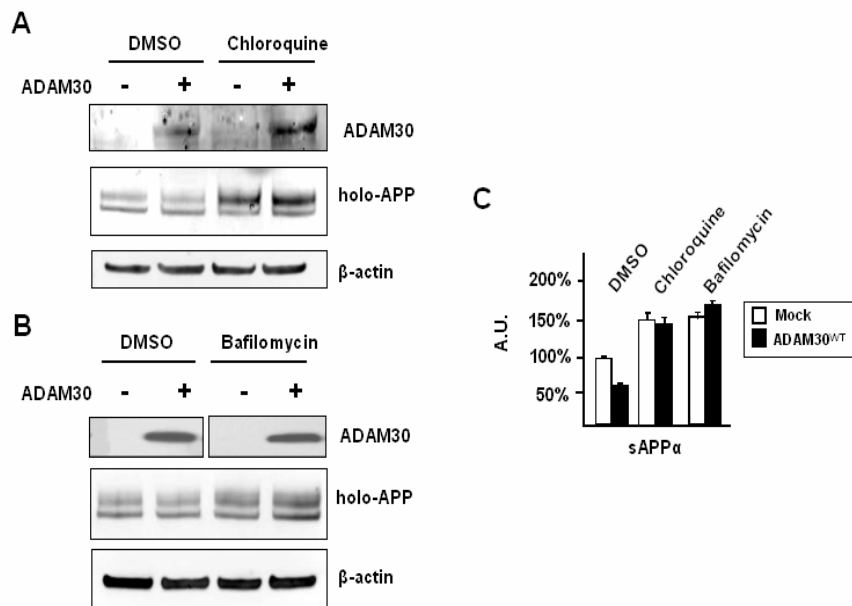 A
DMSO Chloroquine
ADAM30 - + - +
ADAM30
holo-APP
β-actin
B
DMSO Bafilomycin
ADAM30 - + - +
ADAM30
holo-APP
β-actin
C
DMSO
Chloroquine
Bafilomycin
200%
150%
100%
50%
A.U.
sAPPα
Mock
ADAM30WT